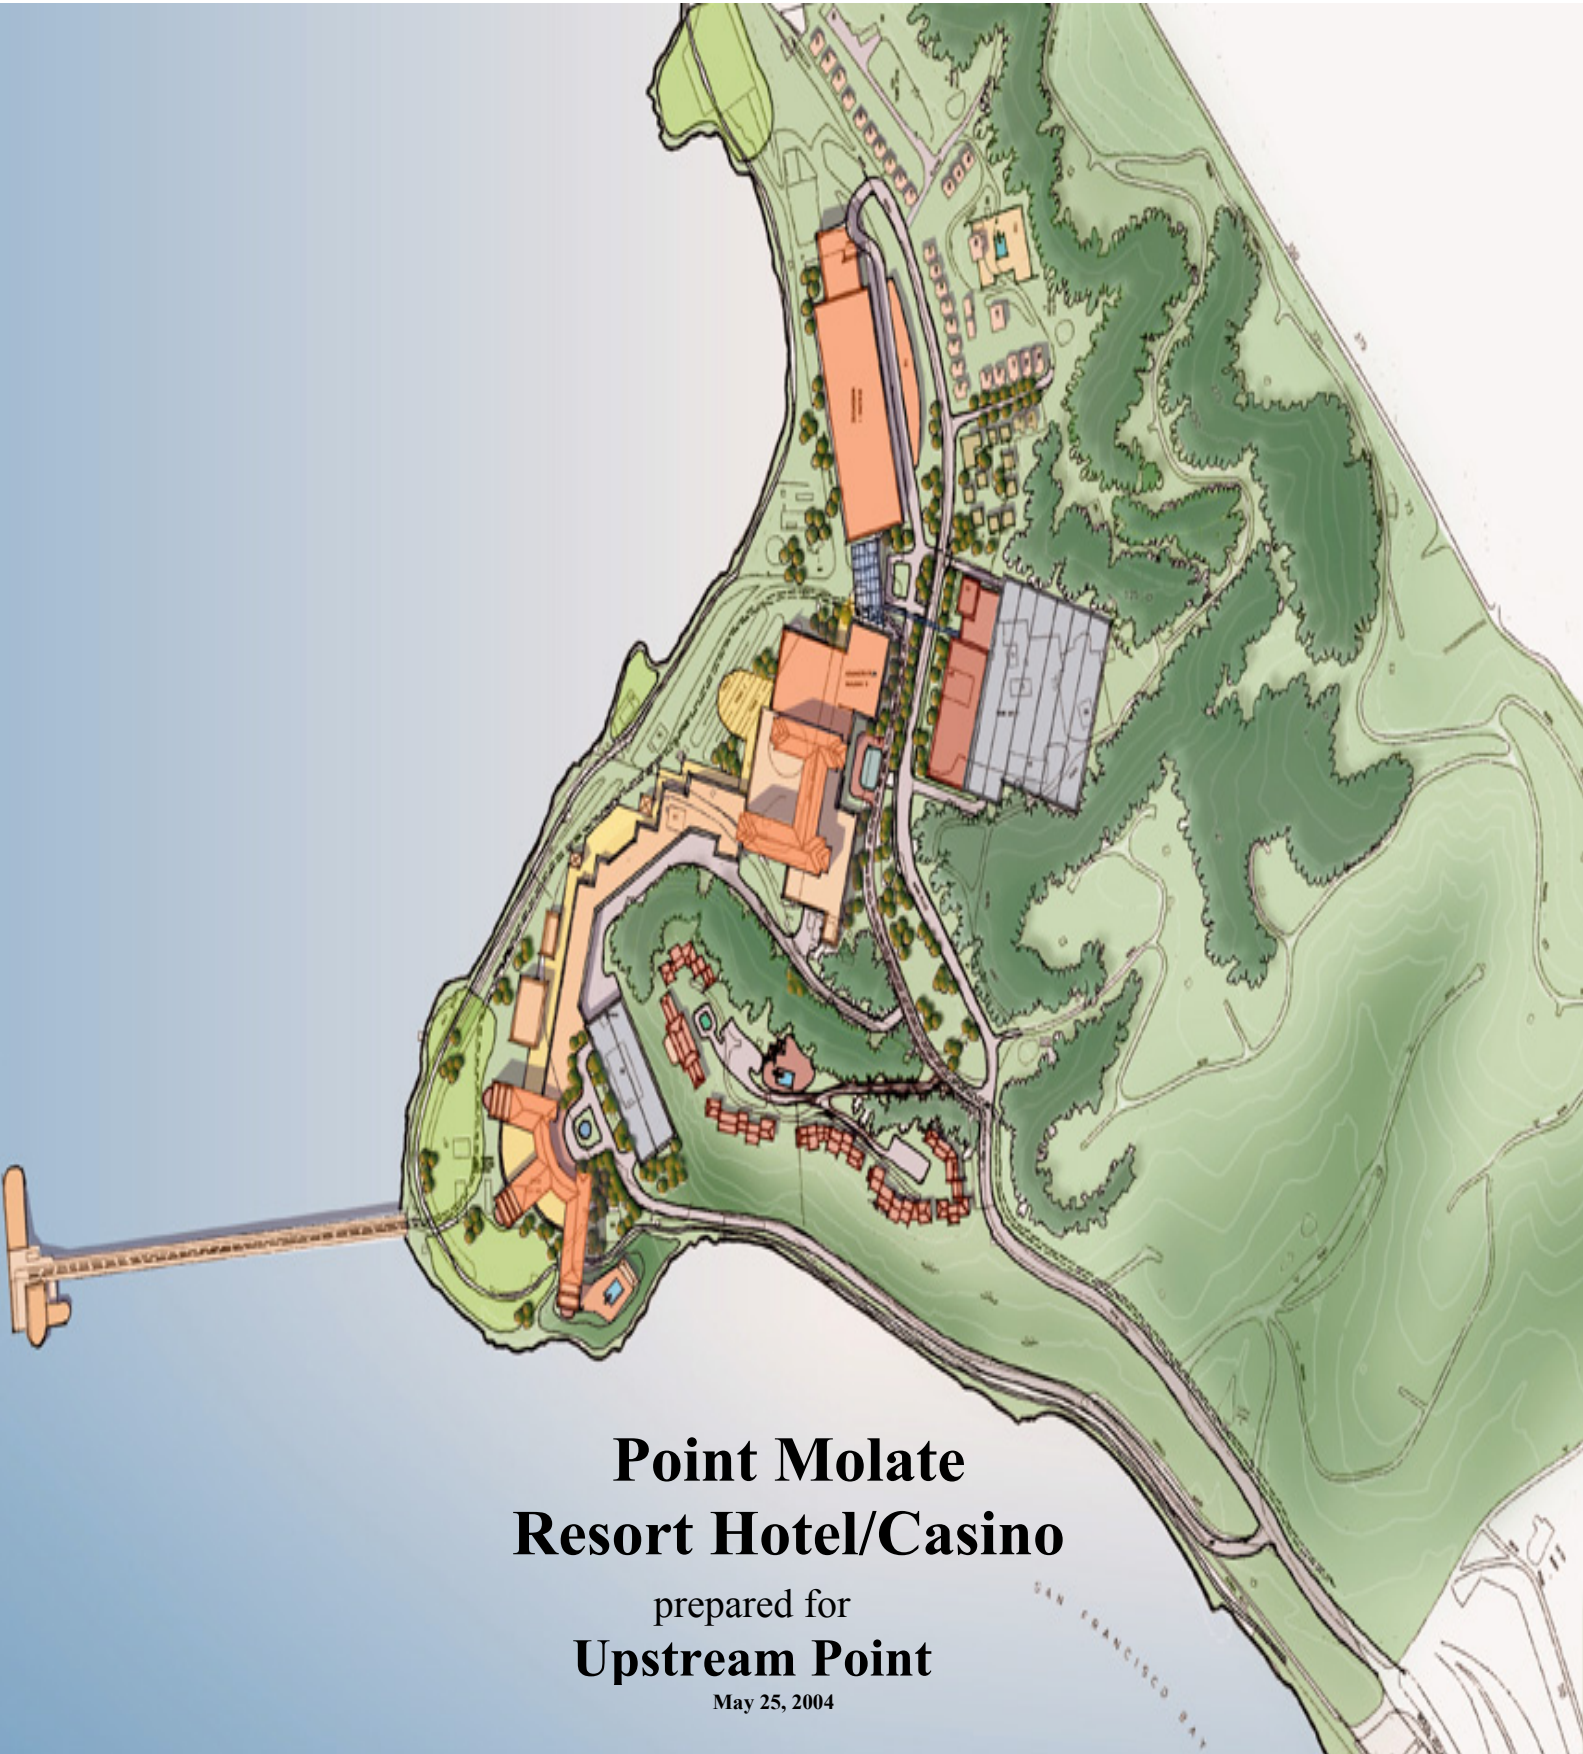 Point Molate
Resort Hotel/Casino
prepared for
Upstream Point
May 25, 2004
SAN FRANCISCO BAY